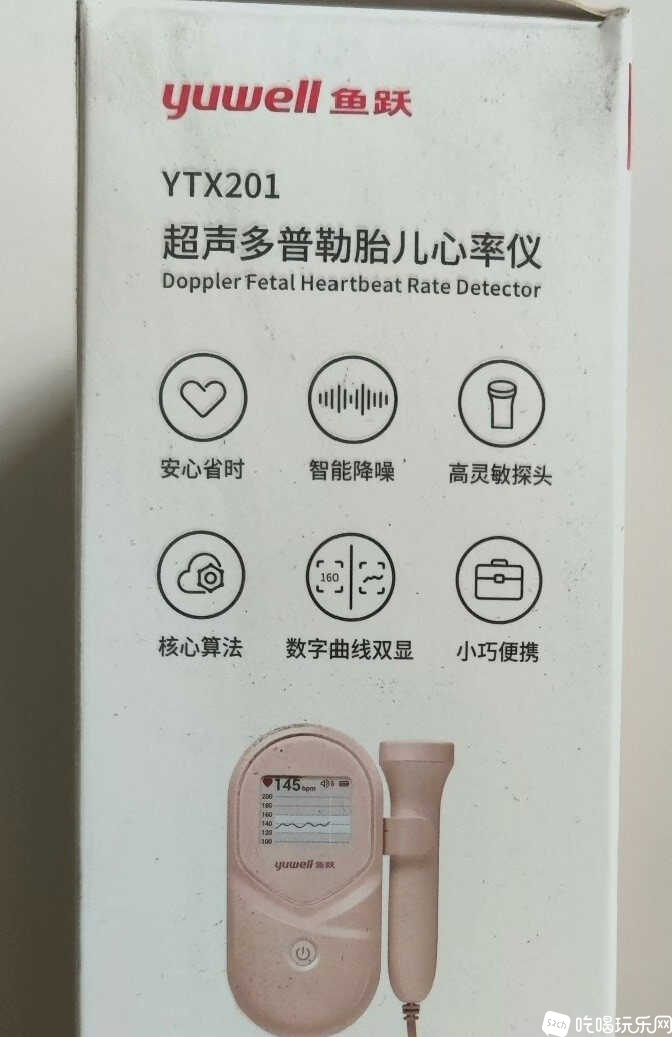 yuwell 鱼跃
YTX201
超声多普勒胎儿心率仪
Doppler Fetal Heartbeat Rate Detector
安心省时
智能降噪
高灵敏探头
160
核心算法
数字曲线双显
小巧便携
145 bpm
200
180
160
140
120
100
yuwell 鱼跃
52ch 吃喝玩乐网